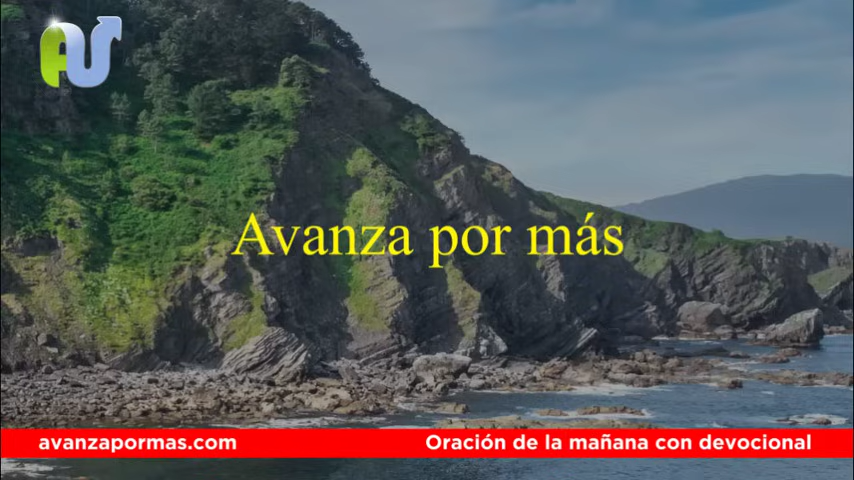 Avanza por más
avanzapormas.com
Oración de la mañana con devocional